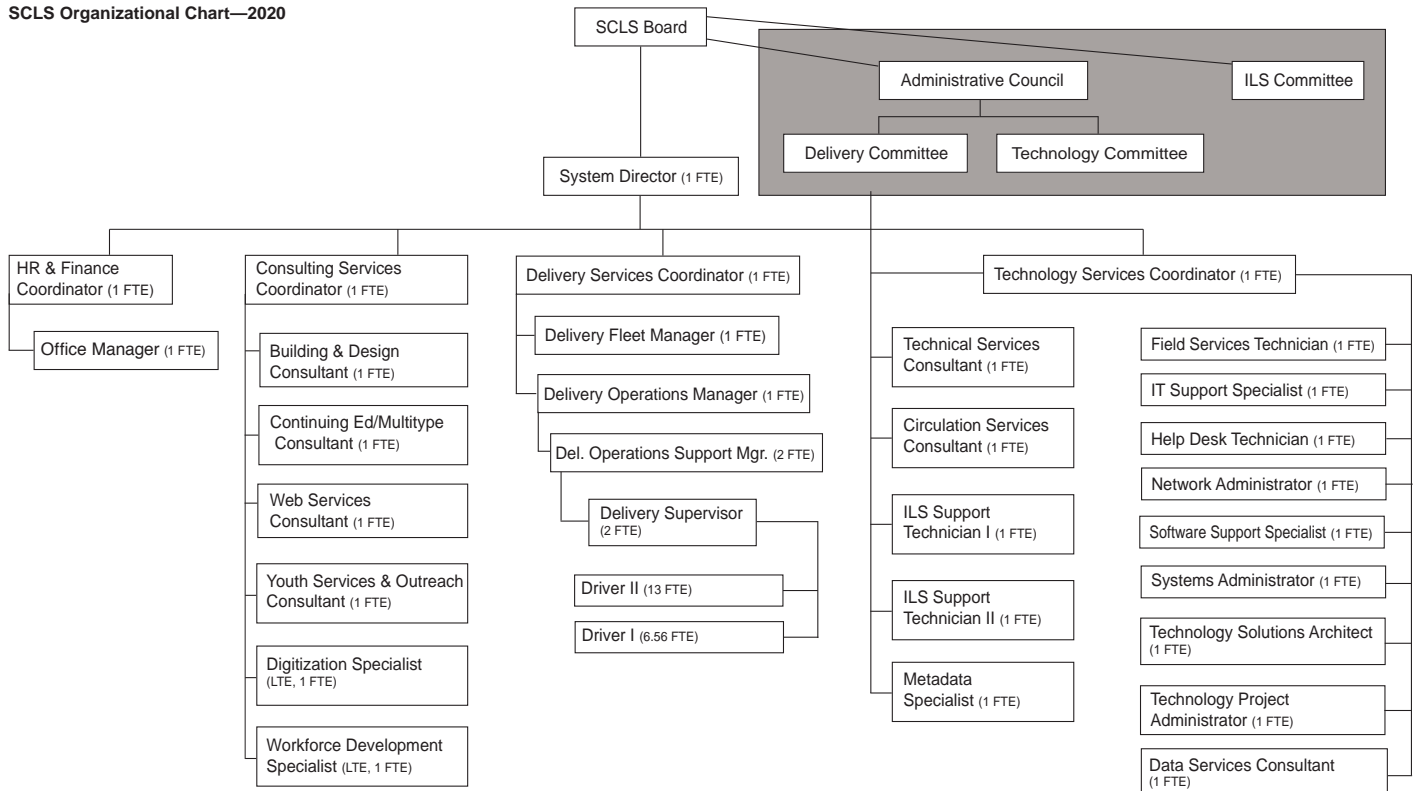 SCLS Organizational Chart—2020
SCLS Board
Administrative Council
ILS Committee
Delivery Committee
Technology Committee
System Director (1 FTE)
HR & Finance
Coordinator (1 FTE)
Office Manager (1 FTE)
Consulting Services
Coordinator (1 FTE)
Building & Design
Consultant (1 FTE)
Continuing Ed/Multitype
Consultant (1 FTE)
Web Services
Consultant (1 FTE)
Youth Services & Outreach
Consultant (1 FTE)
Digitization Specialist
(LTE, 1 FTE)
Workforce Development
Specialist (LTE, 1 FTE)
Delivery Services Coordinator (1 FTE)
Delivery Fleet Manager (1 FTE)
Delivery Operations Manager (1 FTE)
Del. Operations Support Mgr. (2 FTE)
Delivery Supervisor
(2 FTE)
Driver II (13 FTE)
Driver I (6.56 FTE)
Technology Services Coordinator (1 FTE)
Technical Services
Consultant (1 FTE)
Circulation Services
Consultant (1 FTE)
ILS Support
Technician I (1 FTE)
ILS Support
Technician II (1 FTE)
Metadata
Specialist (1 FTE)
Field Services Technician (1 FTE)
IT Support Specialist (1 FTE)
Help Desk Technician (1 FTE)
Network Administrator (1 FTE)
Software Support Specialist (1 FTE)
Systems Administrator (1 FTE)
Technology Solutions Architect
(1 FTE)
Technology Project
Administrator (1 FTE)
Data Services Consultant
(1 FTE)